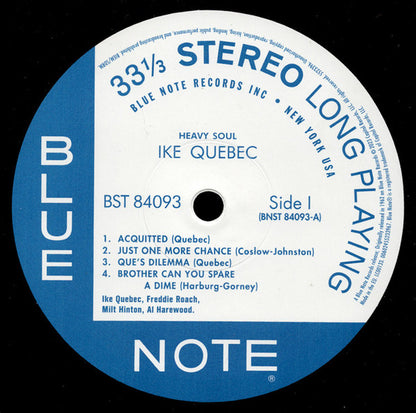 33⅓ STEREO LONG PLAYING
BLUE NOTE RECORDS INC • NEW YORK USA
HEAVY SOUL
IKE QUEBEC
BST 84093
Side I
(BNST 84093-A)
1. ACQUITTED (Quebec)
2. JUST ONE MORE CHANCE (Coslow-Johnston)
3. QUE'S DILEMMA (Quebec)
4. BROTHER CAN YOU SPARE
A DIME (Harburg-Gorney)
Ike Quebec, Freddie Roach,
Milt Hinton, Al Harewood.
BLUE
NOTE®